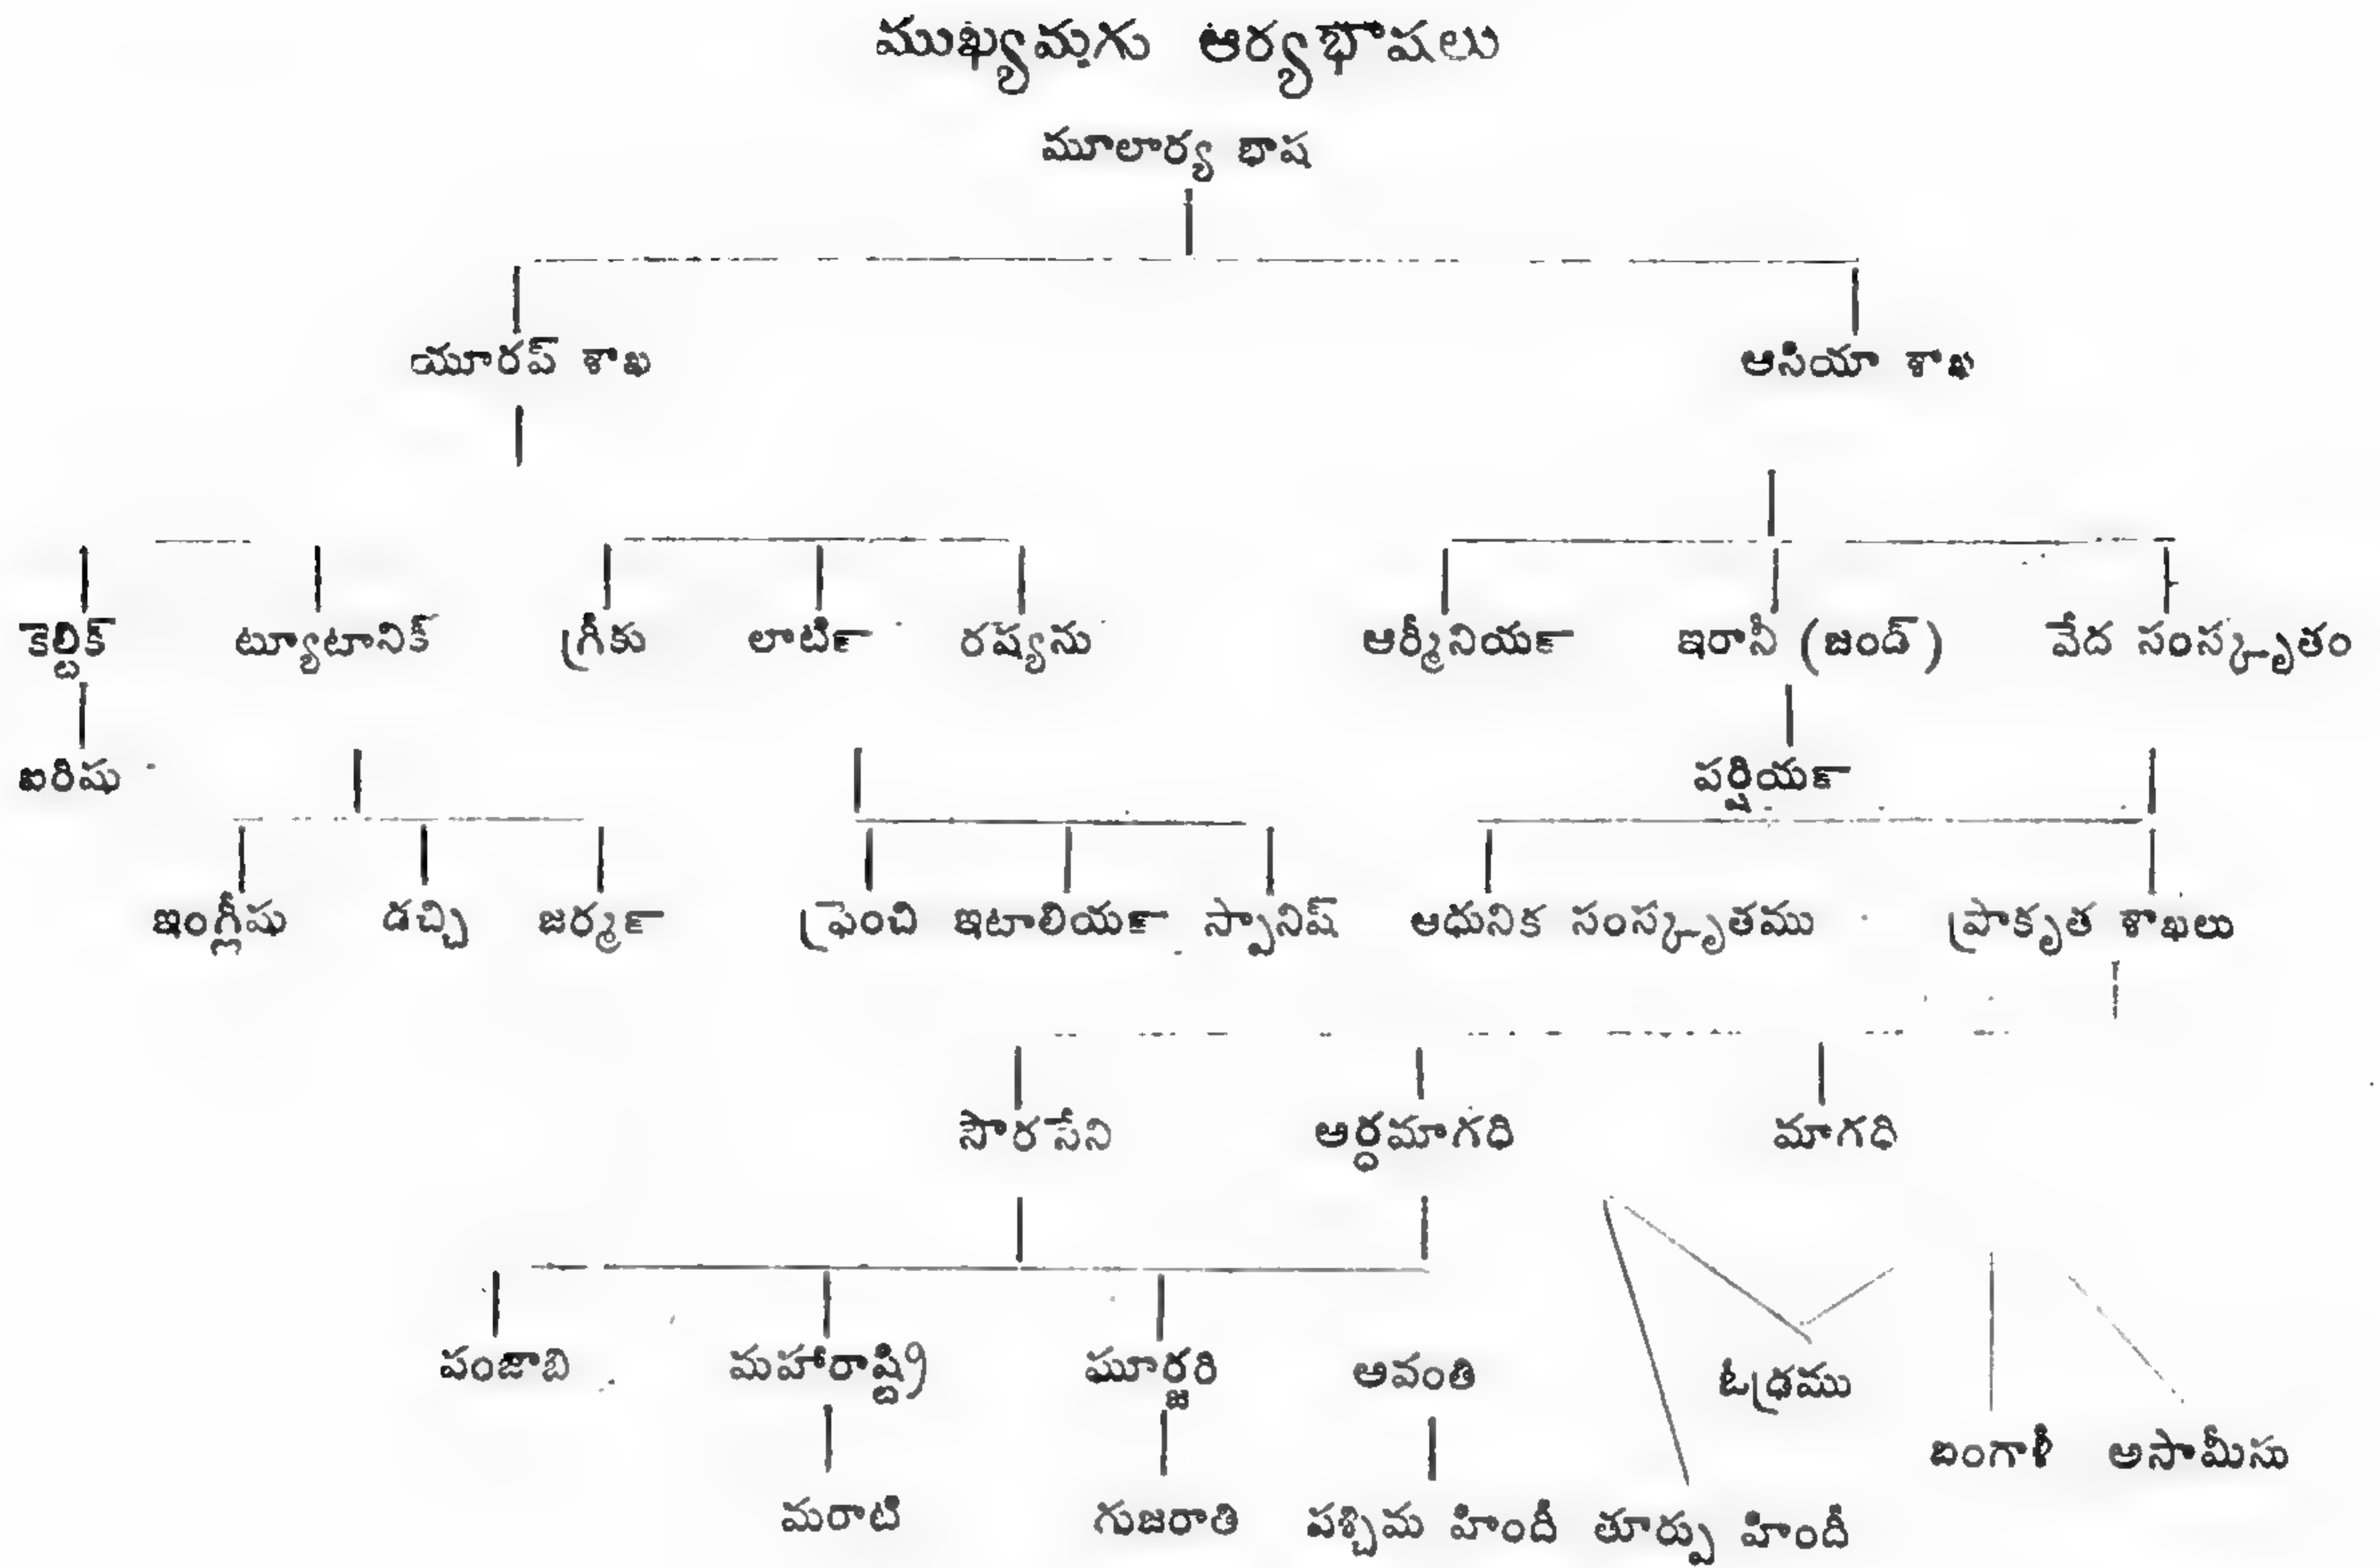 ముఖ్యమగు ఆర్యభాషలు
మూలార్య భాష
యూరప్ శాఖ ఆసియా శాఖ
కెల్టిక్ ట్యూటానిక్ గ్రీకు లాటిన్ రష్యను ఆర్మీనియన్ ఇరానీ (జంద్) వేద సంస్కృతం
ఐరిషు పర్షియన్
ఇంగ్లీషు డచ్చి జర్మన్ ఫ్రెంచి ఇటాలియన్ స్పానిష్ ఆధునిక సంస్కృతము ప్రాకృత శాఖలు
సౌరసేని అర్ధమాగధి మాగధి
పంజాబి మహారాష్ట్రి ఘూర్జరి ఆవంతి ఓఢ్రము
బంగాళీ అసామీసు
మరాటి గుజరాతి పశ్చిమ హిందీ తూర్పు హిందీ